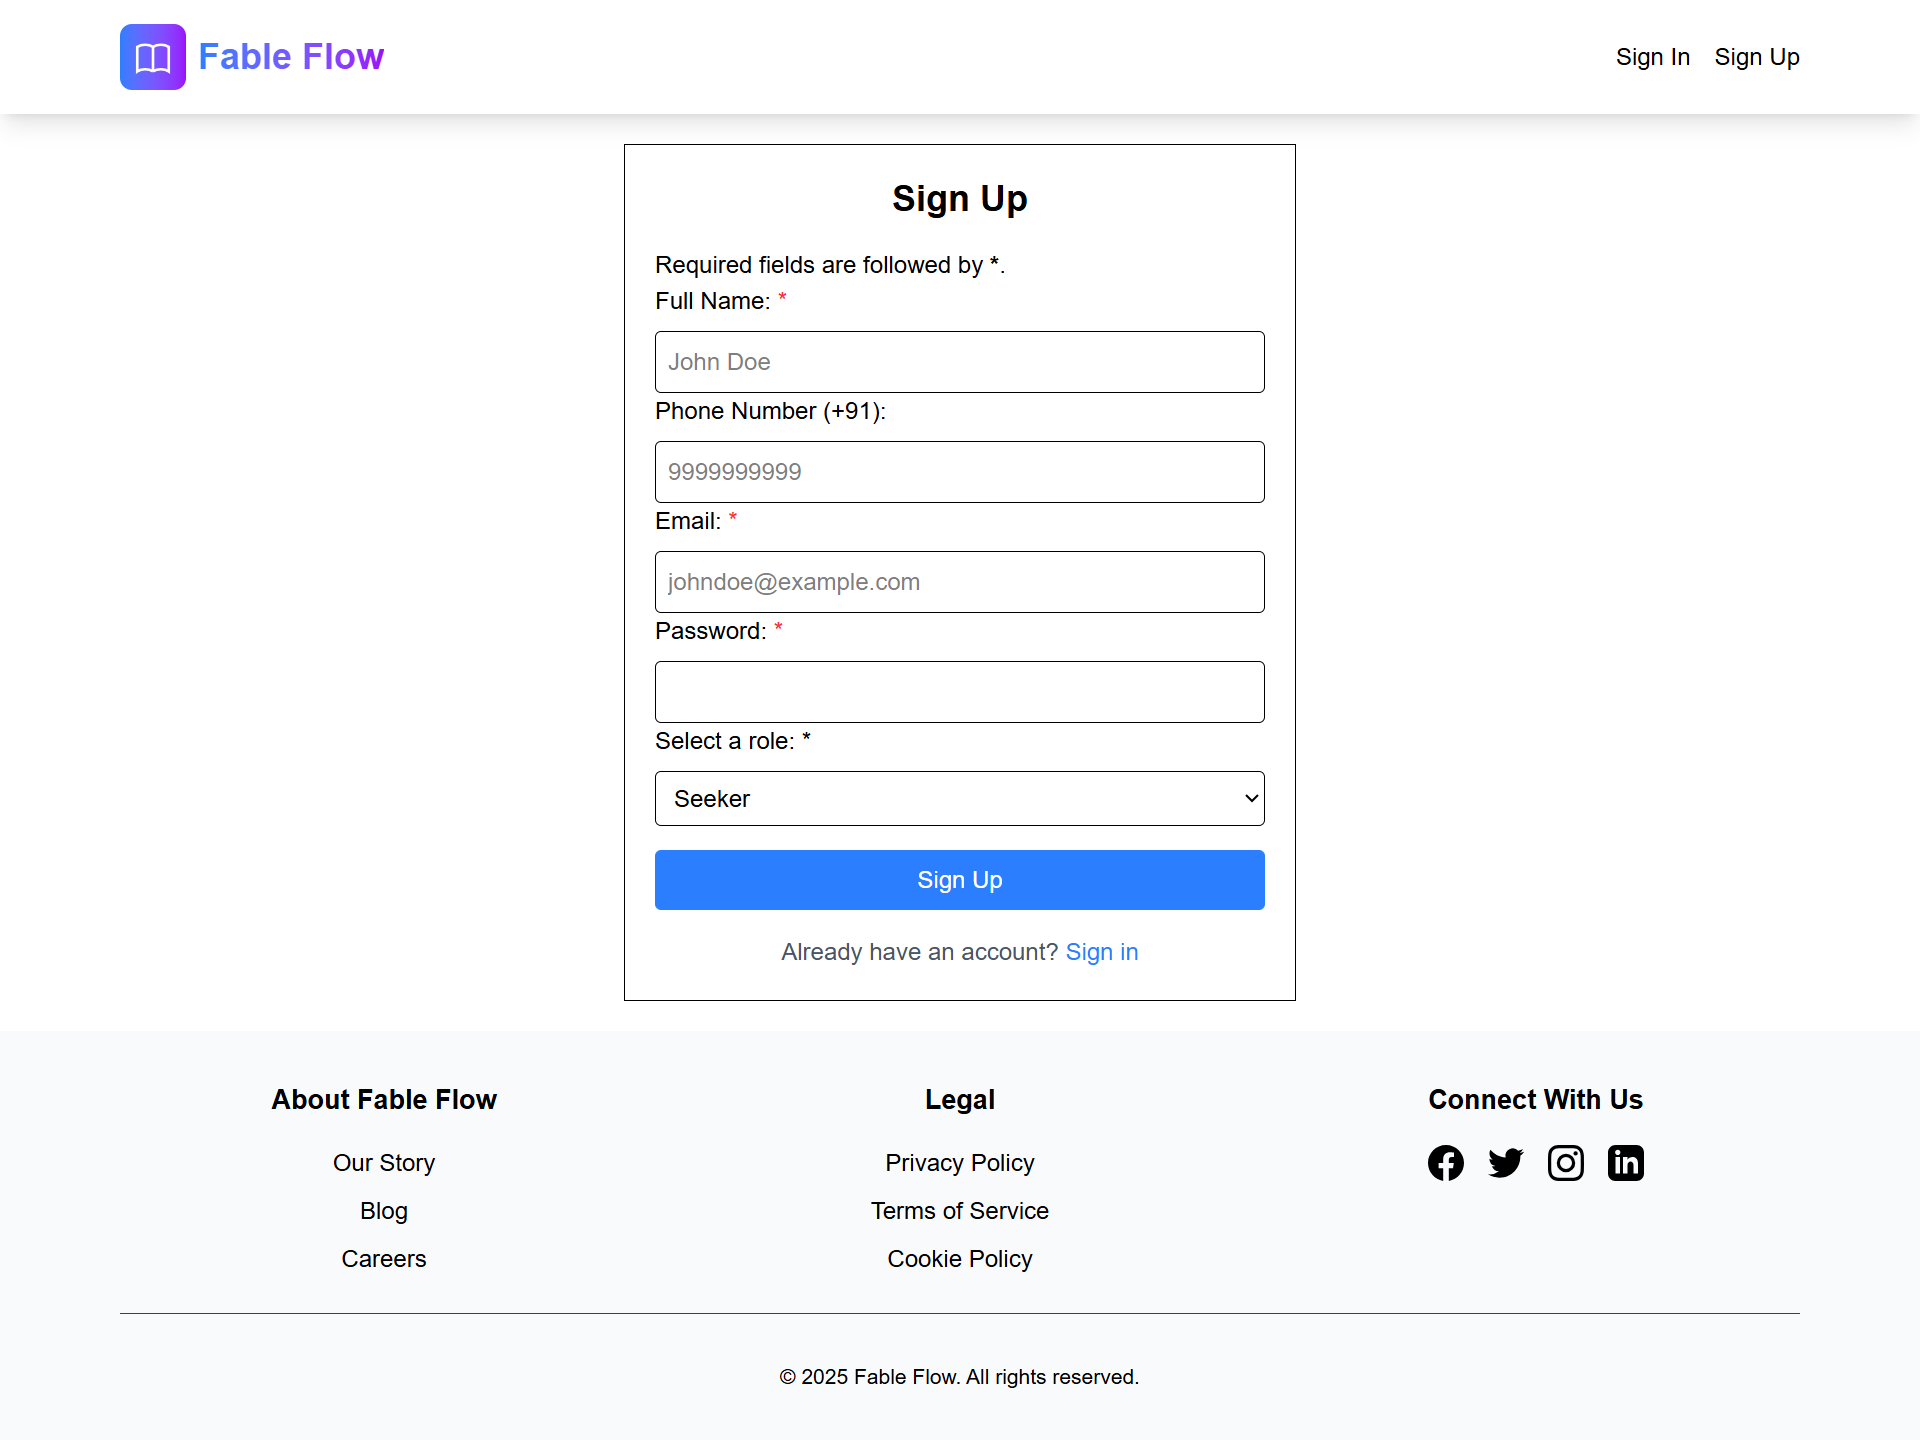 Fable Flow
Sign In Sign Up
Sign Up
Required fields are followed by *.
Full Name: *
John Doe
Phone Number (+91):
9999999999
Email: *
johndoe@example.com
Password: *
Select a role: *
Seeker
Sign Up
Already have an account? Sign in
About Fable Flow
Our Story
Blog
Careers
Legal
Privacy Policy
Terms of Service
Cookie Policy
Connect With Us
© 2025 Fable Flow. All rights reserved.